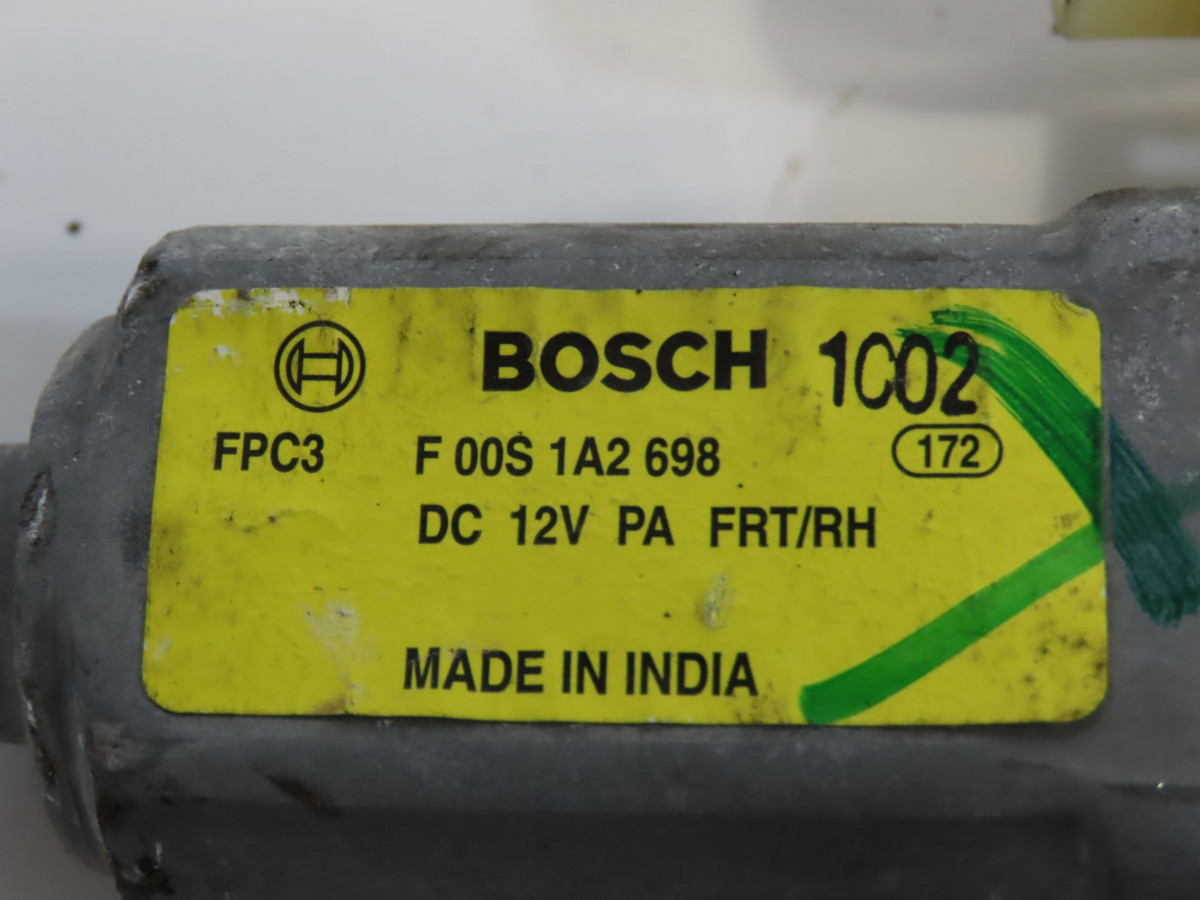 BOSCH 1C02
FPC3 F 00S 1A2 698 172
DC 12V PA FRT/RH
MADE IN INDIA